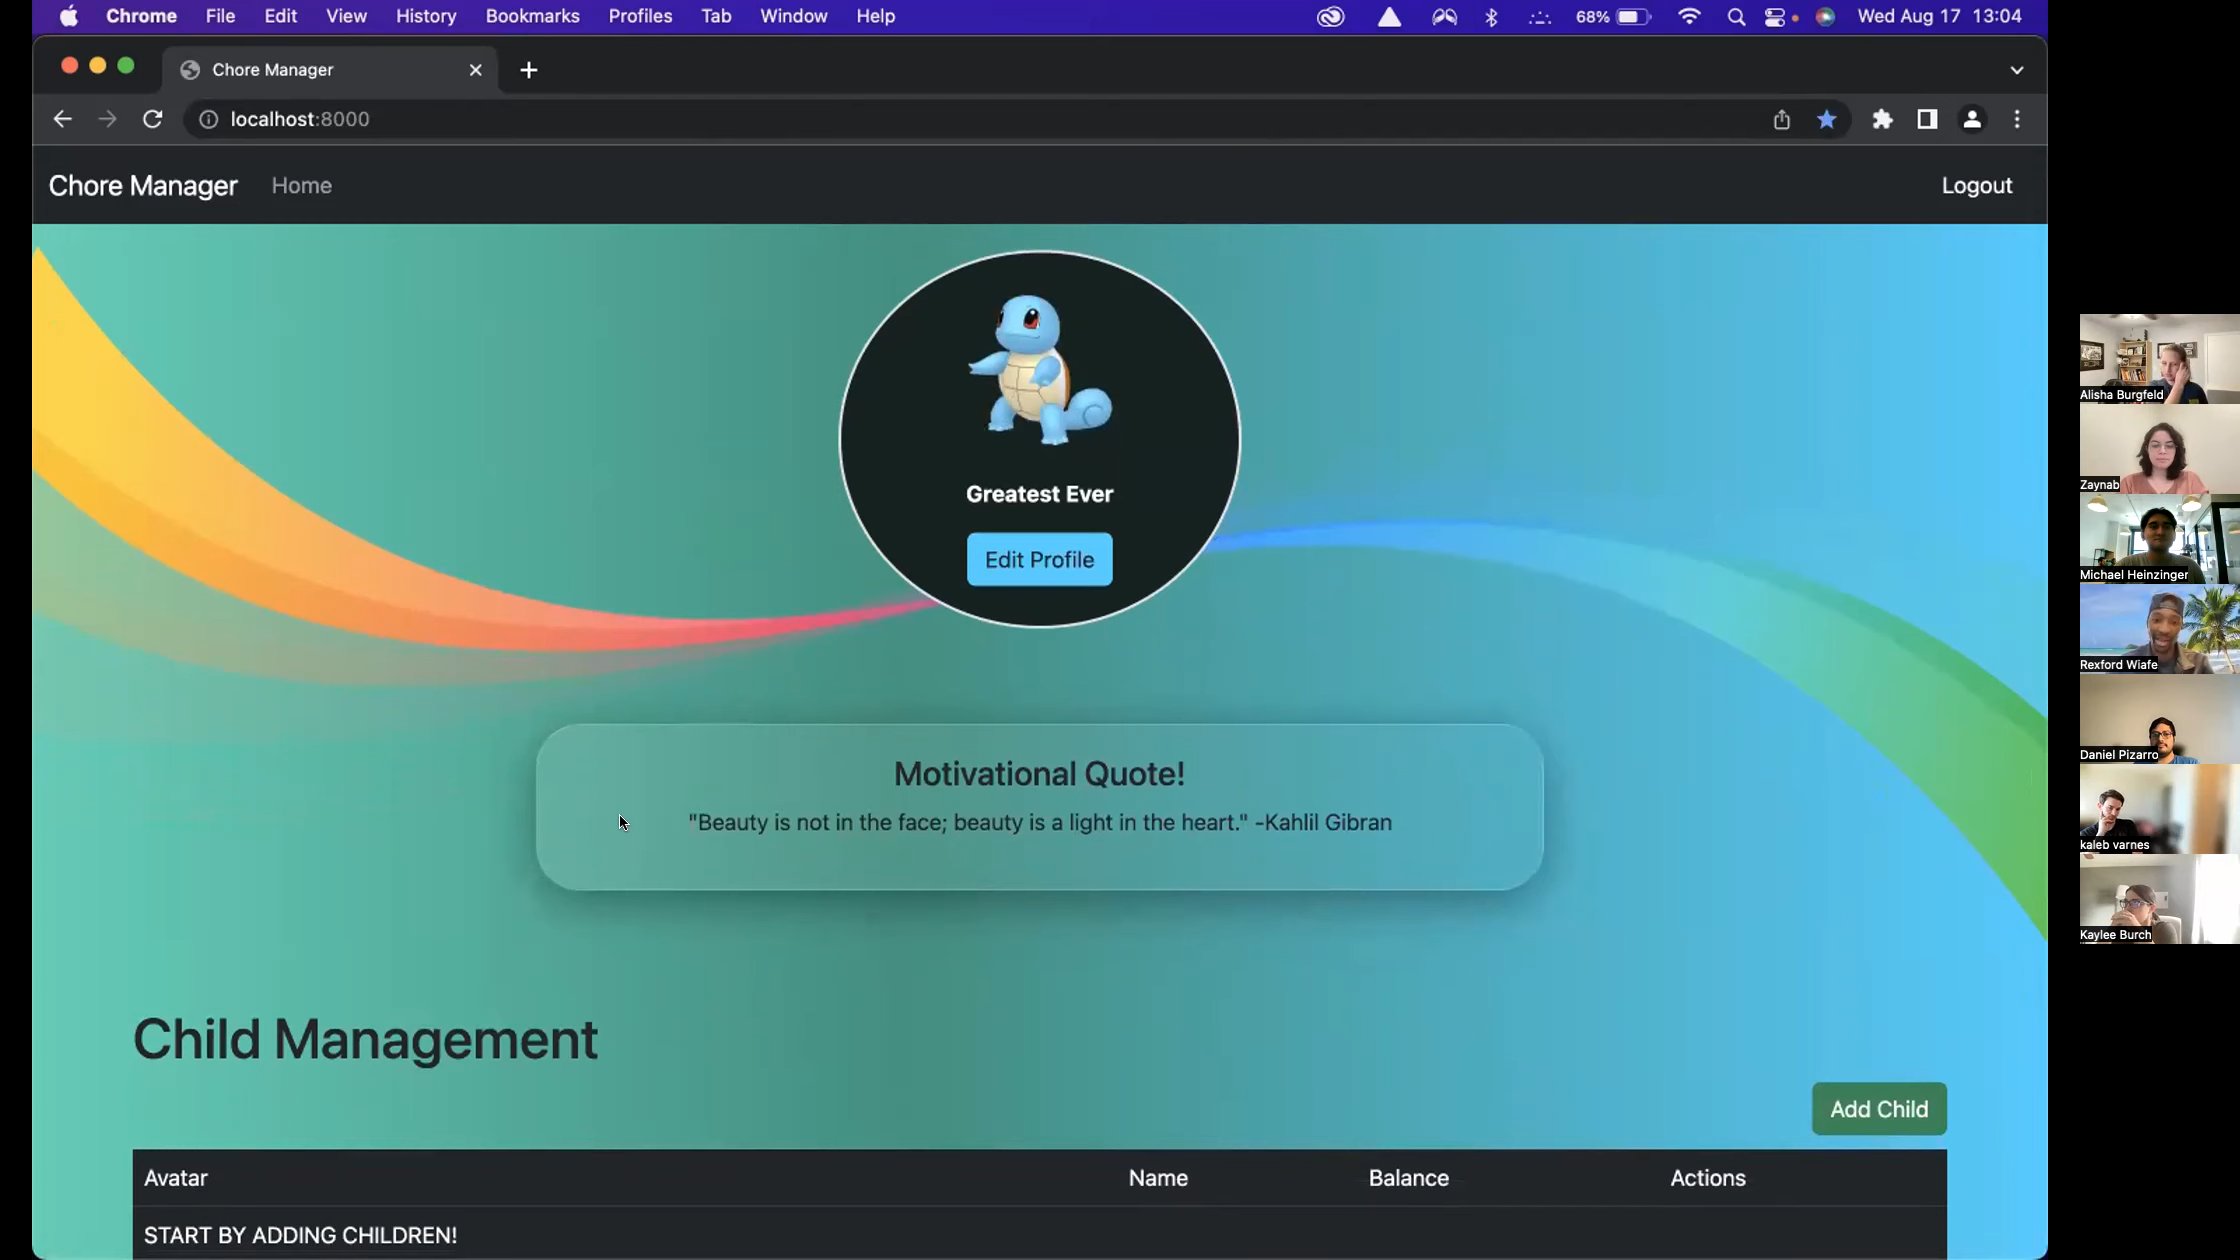 Chrome File Edit View History Bookmarks Profiles Tab Window Help 68% Wed Aug 17 13:04
Chore Manager
localhost:8000
Chore Manager Home Logout
Greatest Ever
Edit Profile
Motivational Quote!
"Beauty is not in the face; beauty is a light in the heart." -Kahlil Gibran
Child Management
Add Child
Avatar Name Balance Actions
START BY ADDING CHILDREN!
Alisha Burgfeld
Zaynab
Michael Heinzinger
Rexford Wiafe
Daniel Pizarro
kaleb varnes
Kaylee Burch